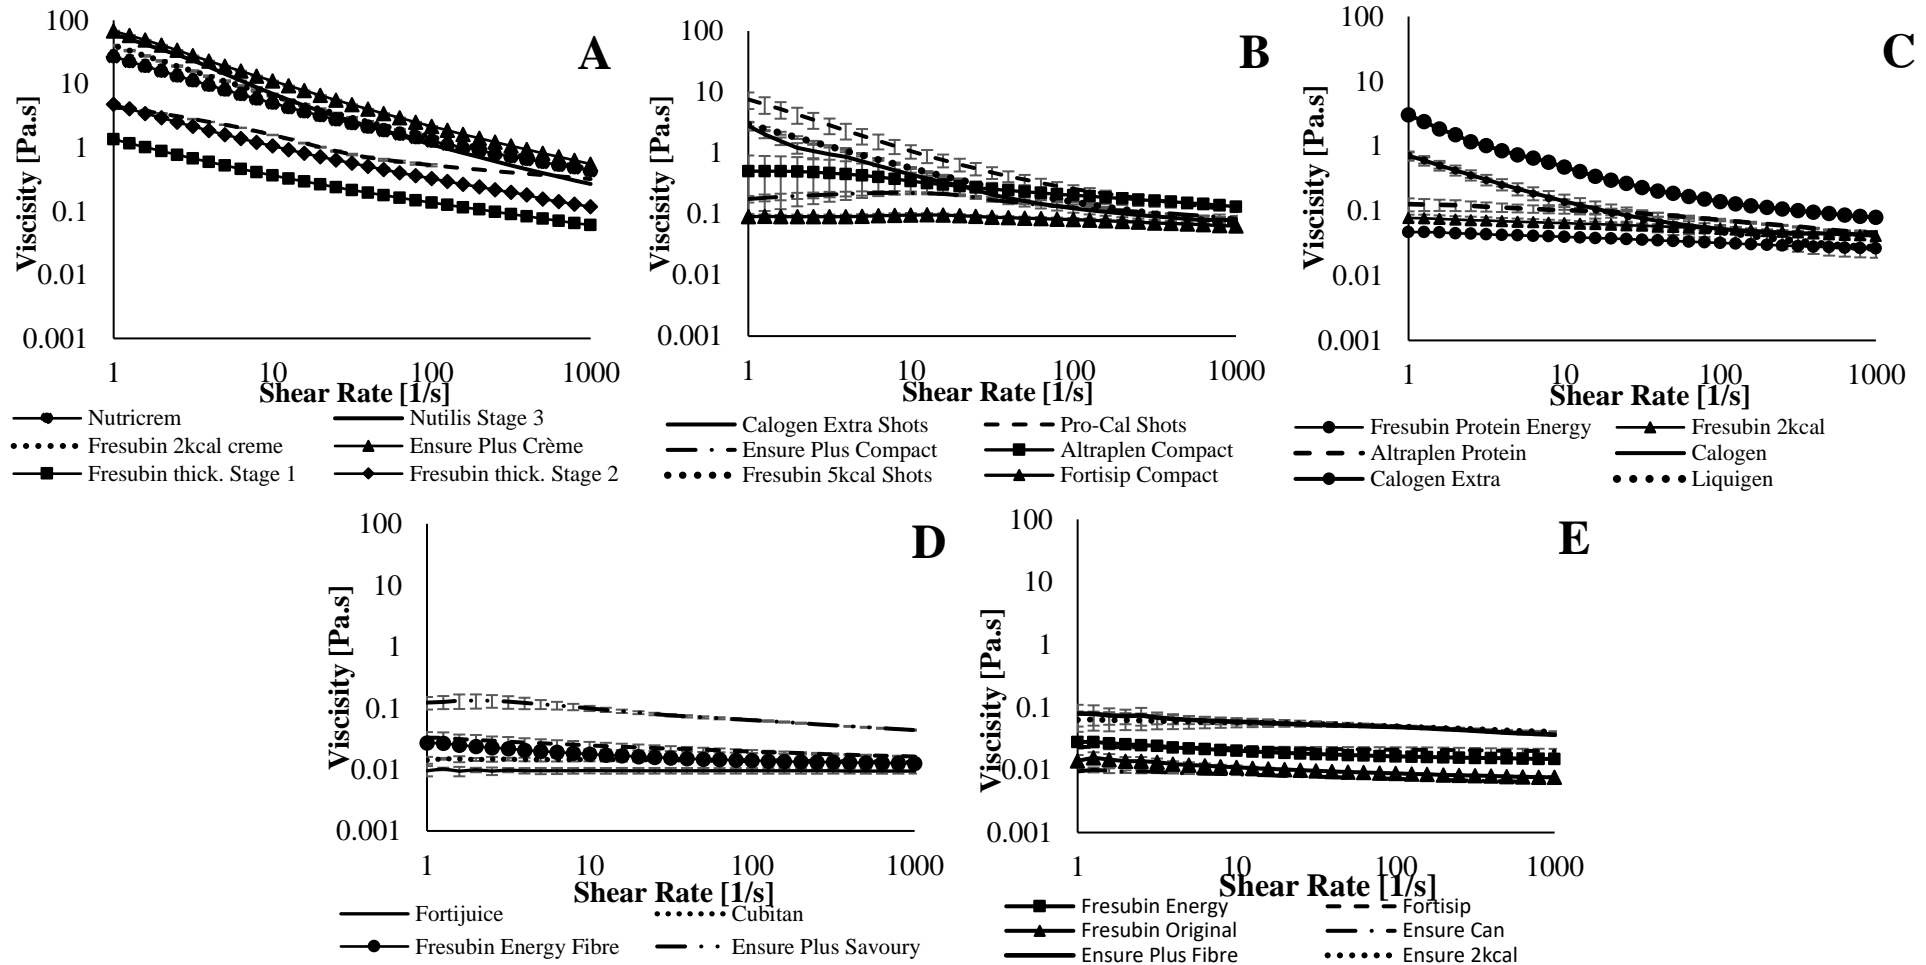 A
Viscisity [Pa.s]
100
10
1
0.1
0.01
0.001
1 10 100 1000
Shear Rate [1/s]
Nutricrem Nutilis Stage 3
Fresubin 2kcal creme Ensure Plus Crème
Fresubin thick. Stage 1 Fresubin thick. Stage 2
B
Viscisity [Pa.s]
100
10
1
0.1
0.01
0.001
1 10 100 1000
Shear Rate [1/s]
Calogen Extra Shots Pro-Cal Shots
Ensure Plus Compact Altraplen Compact
Fresubin 5kcal Shots Fortisip Compact
C
Viscisity [Pa.s]
100
10
1
0.1
0.01
0.001
1 10 100 1000
Shear Rate [1/s]
Fresubin Protein Energy Fresubin 2kcal
Altraplen Protein Calogen
Calogen Extra Liquigen
D
Viscisity [Pa.s]
100
10
1
0.1
0.01
0.001
1 10 100 1000
Shear Rate [1/s]
Fortijuice Cubitan
Fresubin Energy Fibre Ensure Plus Savoury
E
Viscisity [Pa.s]
100
10
1
0.1
0.01
0.001
1 10 100 1000
Shear Rate [1/s]
Fresubin Energy Fortisip
Fresubin Original Ensure Can
Ensure Plus Fibre Ensure 2kcal